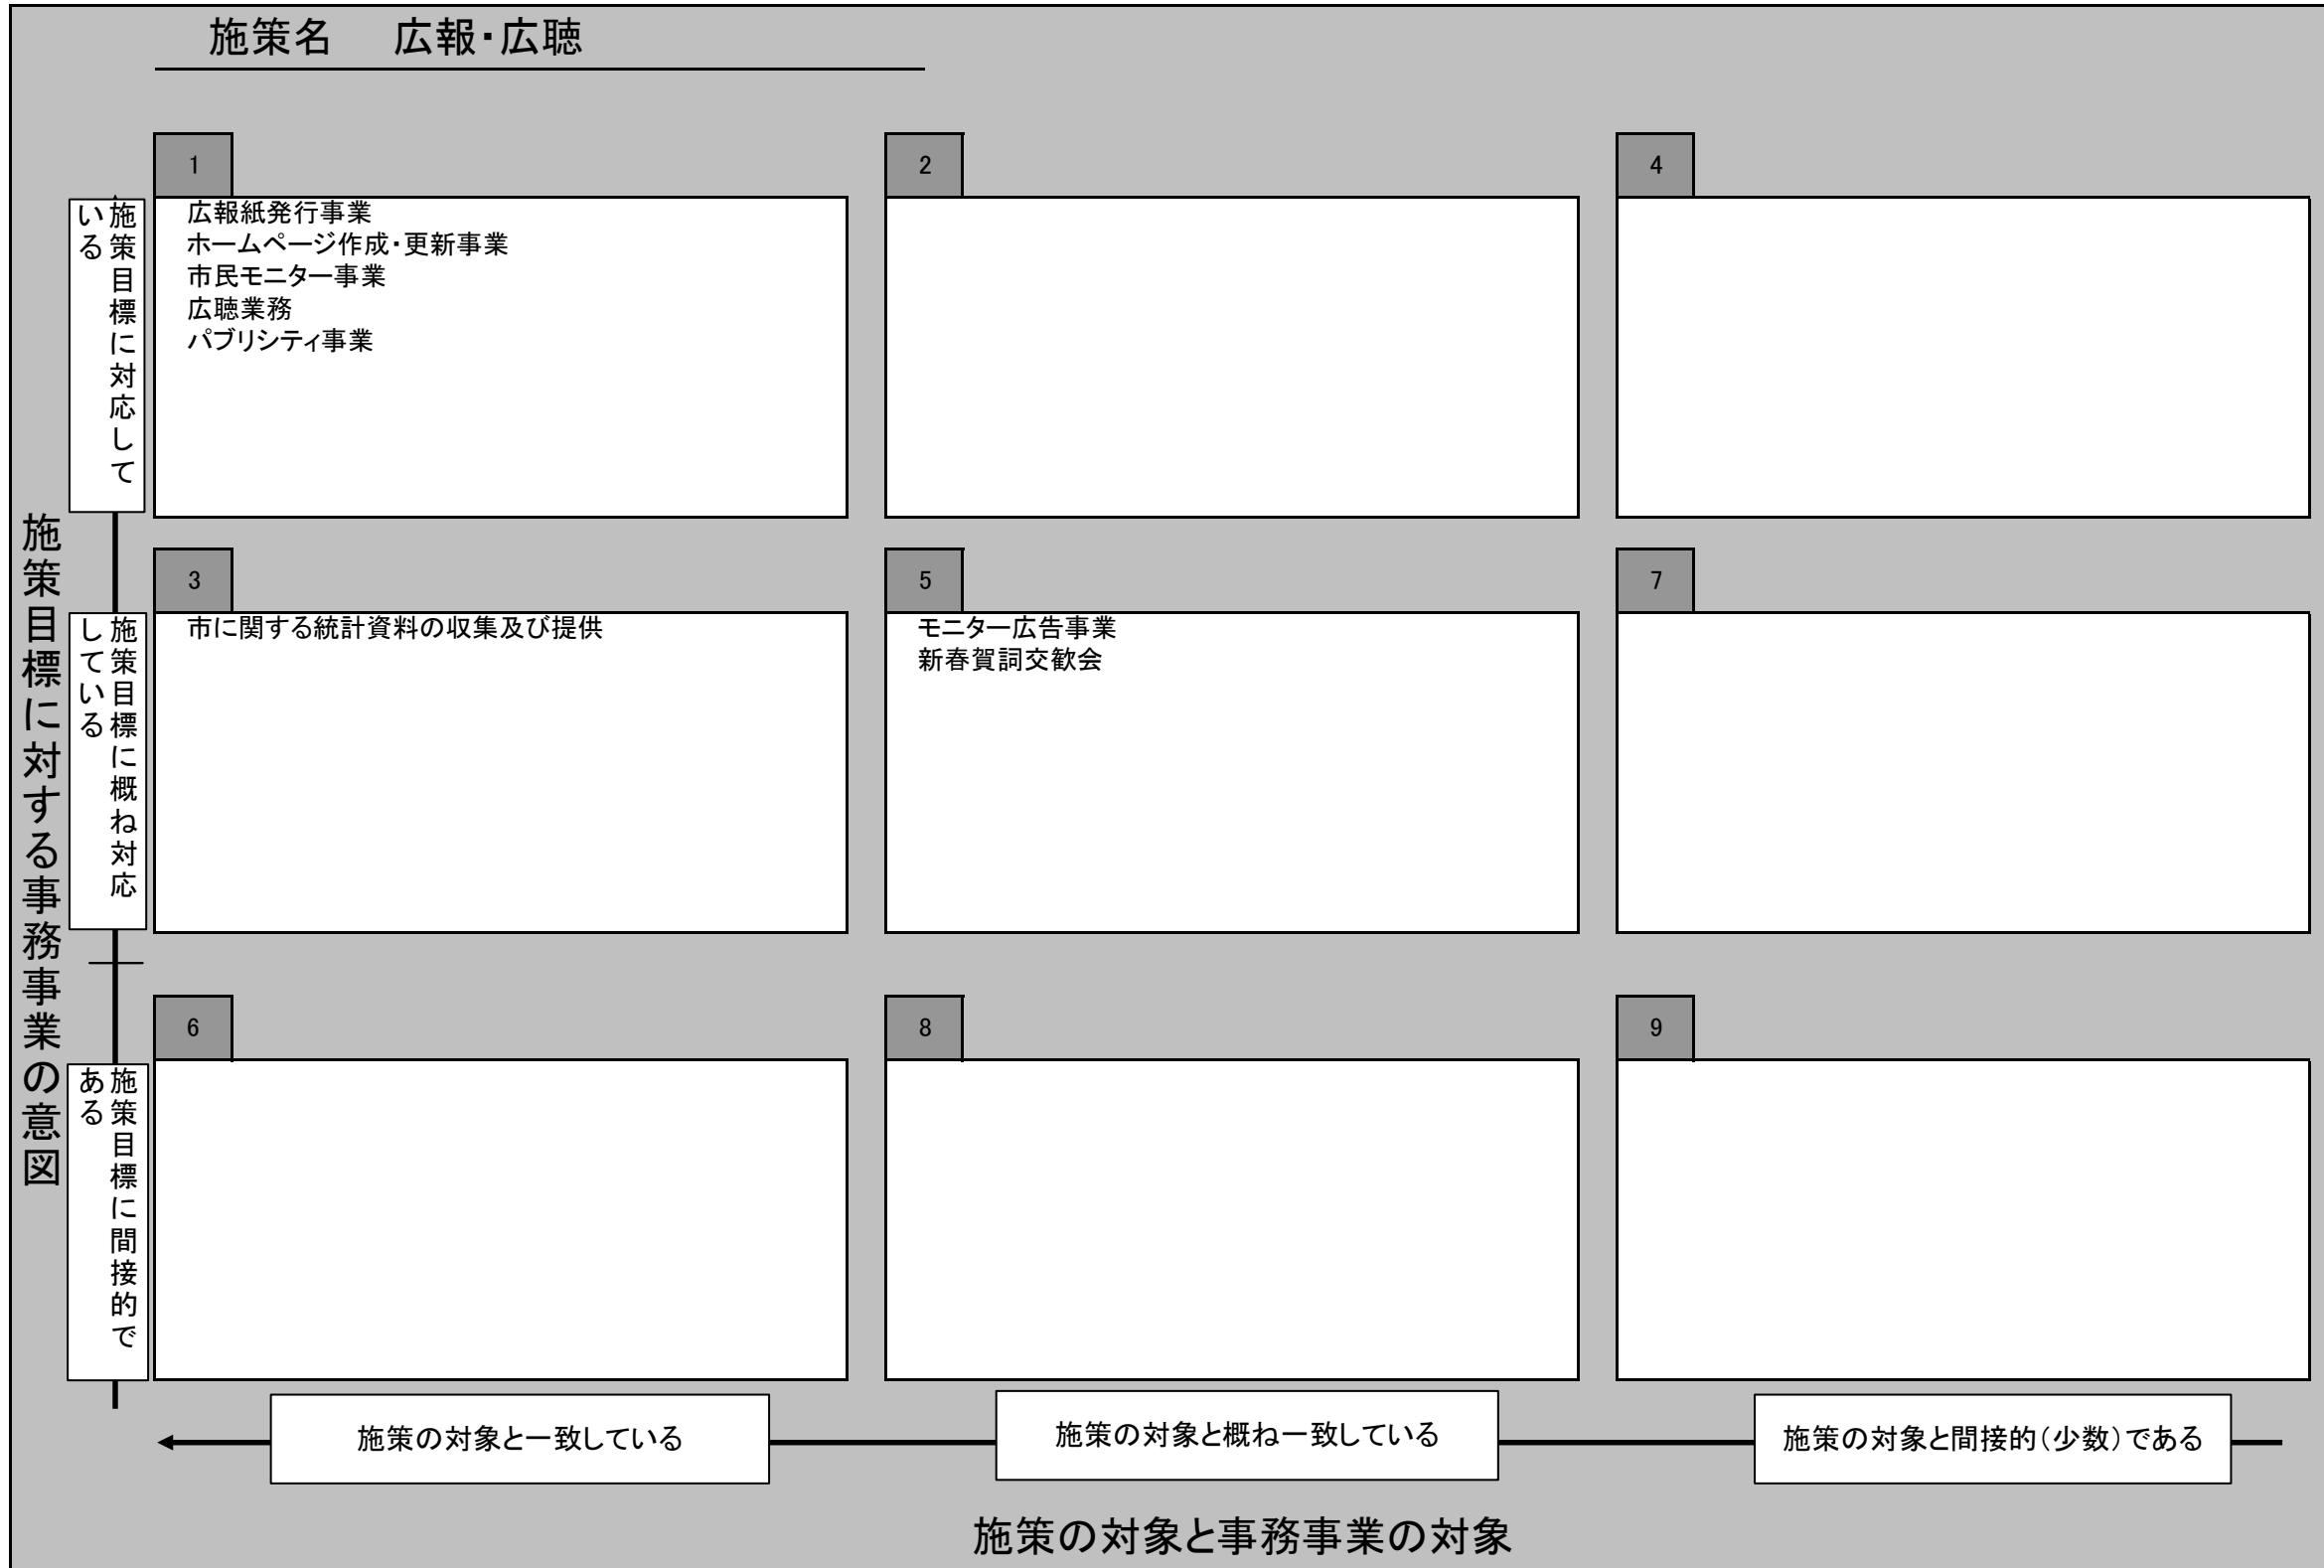 施策名 広報・広聴
1
2
4
広報紙発行事業
ホームページ作成・更新事業
市民モニター事業
広聴業務
パブリシティ事業
施策目標に対応して
いる
3
5
7
市に関する統計資料の収集及び提供
モニター広告事業
新春賀詞交歓会
施策目標に概ね対応
している
施策目標に対する事務事業の意図
6
8
9
施策目標に間接的で
ある
施策の対象と一致している
施策の対象と概ね一致している
施策の対象と間接的（少数）である
施策の対象と事務事業の対象